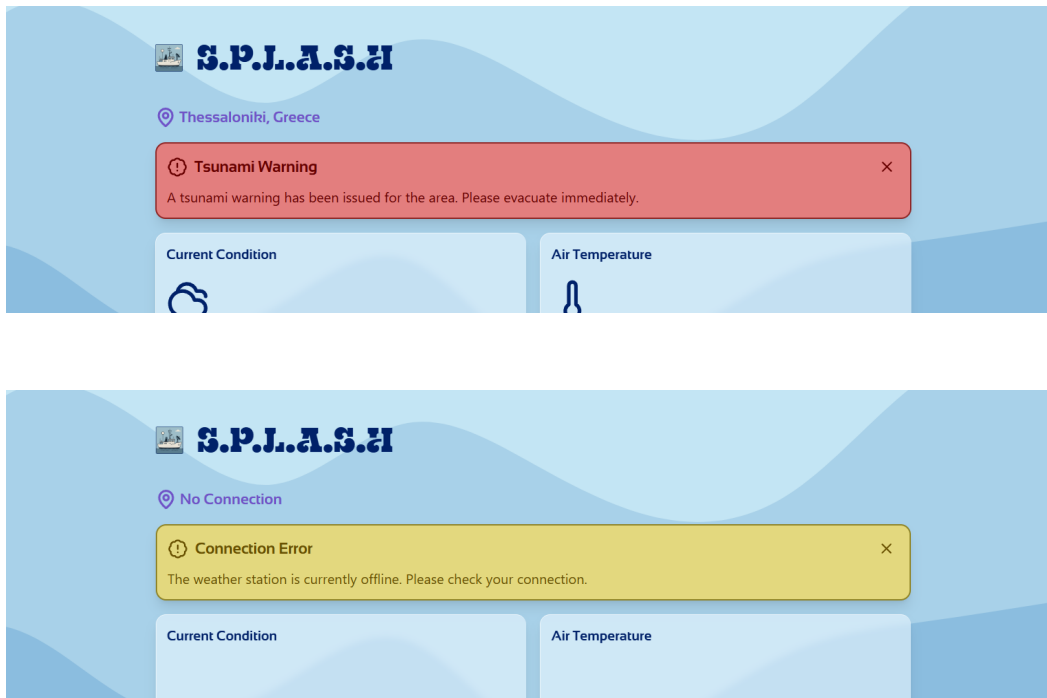 S.P.L.A.S.H
Thessaloniki, Greece
Tsunami Warning
A tsunami warning has been issued for the area. Please evacuate immediately.
Current Condition
Air Temperature
S.P.L.A.S.H
No Connection
Connection Error
The weather station is currently offline. Please check your connection.
Current Condition
Air Temperature